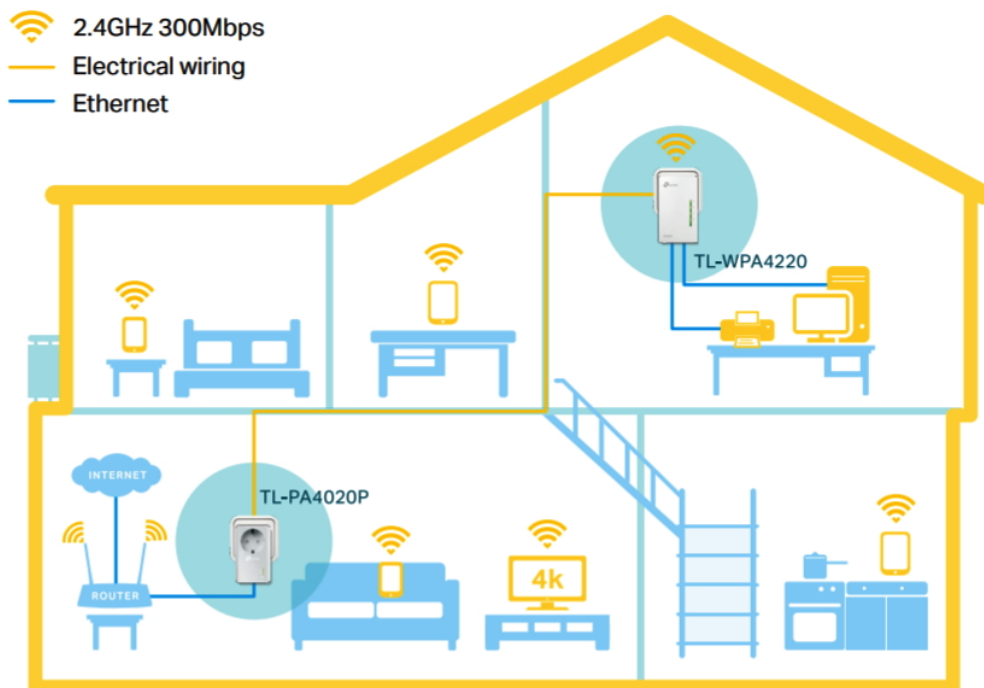 2.4GHz 300Mbps
Electrical wiring
Ethernet
TL-WPA4220
INTERNET
TL-PA4020P
4k
ROUTER